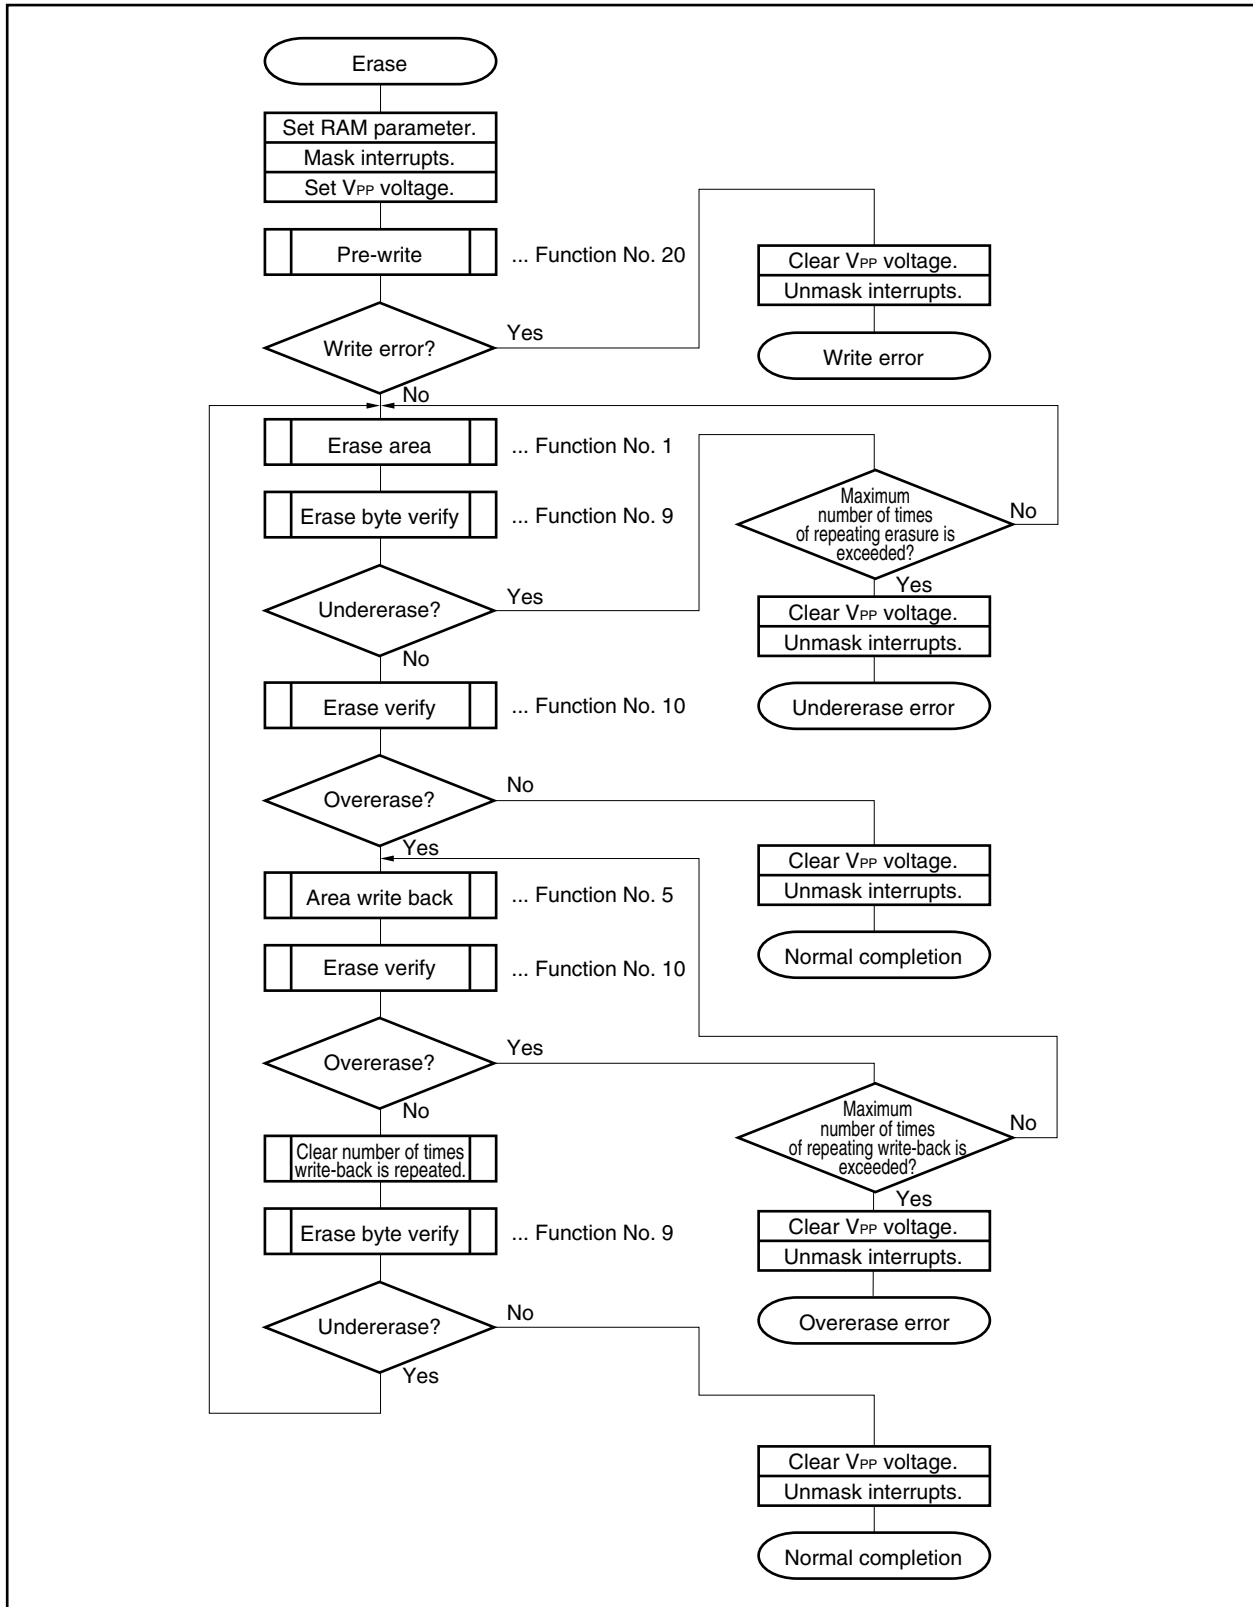 Erase
Set RAM parameter.
Mask interrupts.
Set VPP voltage.
Pre-write
... Function No. 20
Write error?
Yes
No
Clear VPP voltage.
Unmask interrupts.
Write error
Erase area
... Function No. 1
Erase byte verify
... Function No. 9
Undererase?
Yes
No
Maximum
number of times
of repeating erasure is
exceeded?
No
Yes
Clear VPP voltage.
Unmask interrupts.
Undererase error
Erase verify
... Function No. 10
Overerase?
No
Yes
Clear VPP voltage.
Unmask interrupts.
Normal completion
Area write back
... Function No. 5
Erase verify
... Function No. 10
Overerase?
Yes
No
Maximum
number of times
of repeating write-back is
exceeded?
No
Yes
Clear VPP voltage.
Unmask interrupts.
Overerase error
Clear number of times
write-back is repeated.
Erase byte verify
... Function No. 9
Undererase?
No
Yes
Clear VPP voltage.
Unmask interrupts.
Normal completion